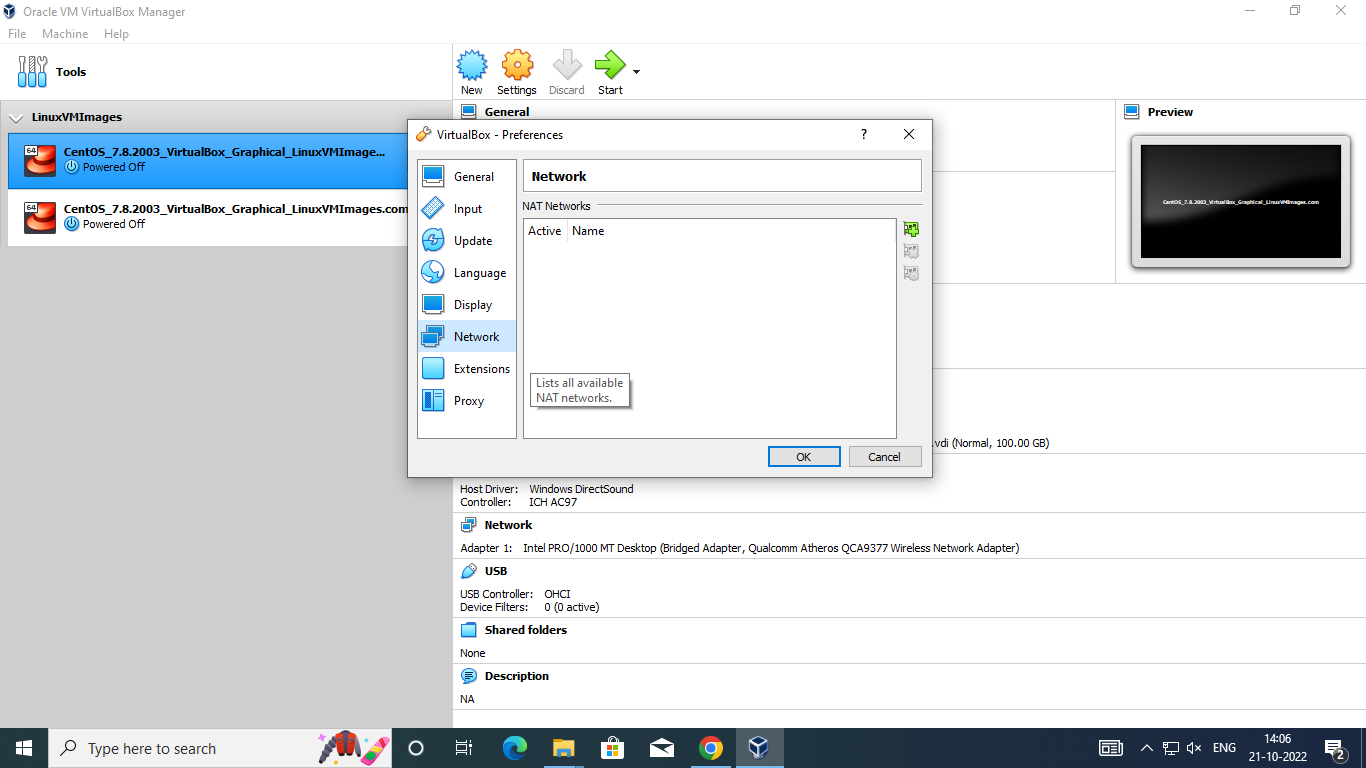 Oracle VM VirtualBox Manager
File Machine Help
Tools
New Settings Discard Start
LinuxVMImages
64
CentOS_7.8.2003_VirtualBox_Graphical_LinuxVMImage...
Powered Off
64
CentOS_7.8.2003_VirtualBox_Graphical_LinuxVMImages.com
Powered Off
General
Preview
CentOS_7.8.2003_VirtualBox_Graphical_LinuxVMImages.com
VirtualBox - Preferences ?
General
Input
Update
Language
Display
Network
Extensions
Proxy
Network
NAT Networks
Active Name
Lists all available
NAT networks.
OK Cancel
.vdi (Normal, 100.00 GB)
Host Driver: Windows DirectSound
Controller: ICH AC97
Network
Adapter 1: Intel PRO/1000 MT Desktop (Bridged Adapter, Qualcomm Atheros QCA9377 Wireless Network Adapter)
USB
USB Controller: OHCI
Device Filters: 0 (0 active)
Shared folders
None
Description
NA
Type here to search
ENG
14:06
21-10-2022
2